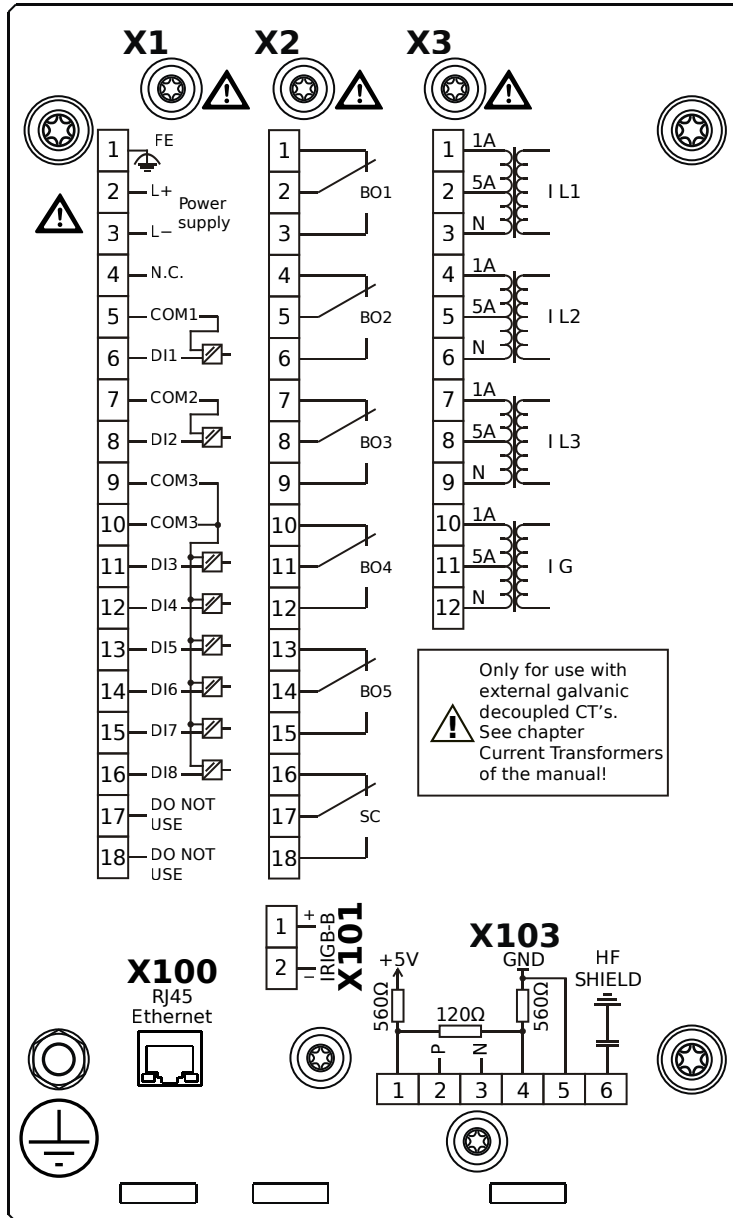 X1 X2 X3
1 FE
2 L+
Power
supply
3 L−
4 N.C.
5 COM1
6 DI1
7 COM2
8 DI2
9 COM3
10 COM3
11 DI3
12 DI4
13 DI5
14 DI6
15 DI7
16 DI8
17 DO NOT
USE
18 DO NOT
USE
1
2 BO1
3
4
5 BO2
6
7
8 BO3
9
10
11 BO4
12
13
14 BO5
15
16
17 SC
18
1 1A
2 5A I L1
3 N
4 1A
5 5A I L2
6 N
7 1A
8 5A I L3
9 N
10 1A
11 5A I G
12 N
Only for use with
external galvanic
decoupled CT's.
See chapter
Current Transformers
of the manual!
1 +
2 −
IRIGB-B
X101
X100
RJ45
Ethernet
X103
+5V GND HF
SHIELD
560Ω 120Ω 560Ω
P N
1 2 3 4 5 6